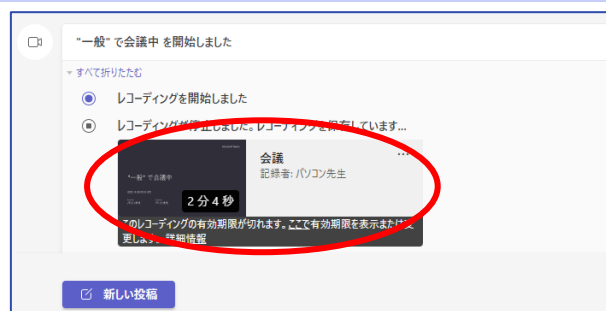 "一般" で会議中 を開始しました
すべて折りたたむ
レコーディングを開始しました
レコーディングが停止しました。レコーディングを保存しています...
"一般" で会議中
会議
記録者: パソコン先生
2 分 4 秒
このレコーディングの有効期限が切れます。ここで有効期限を表示または変
更します。詳細情報
新しい投稿